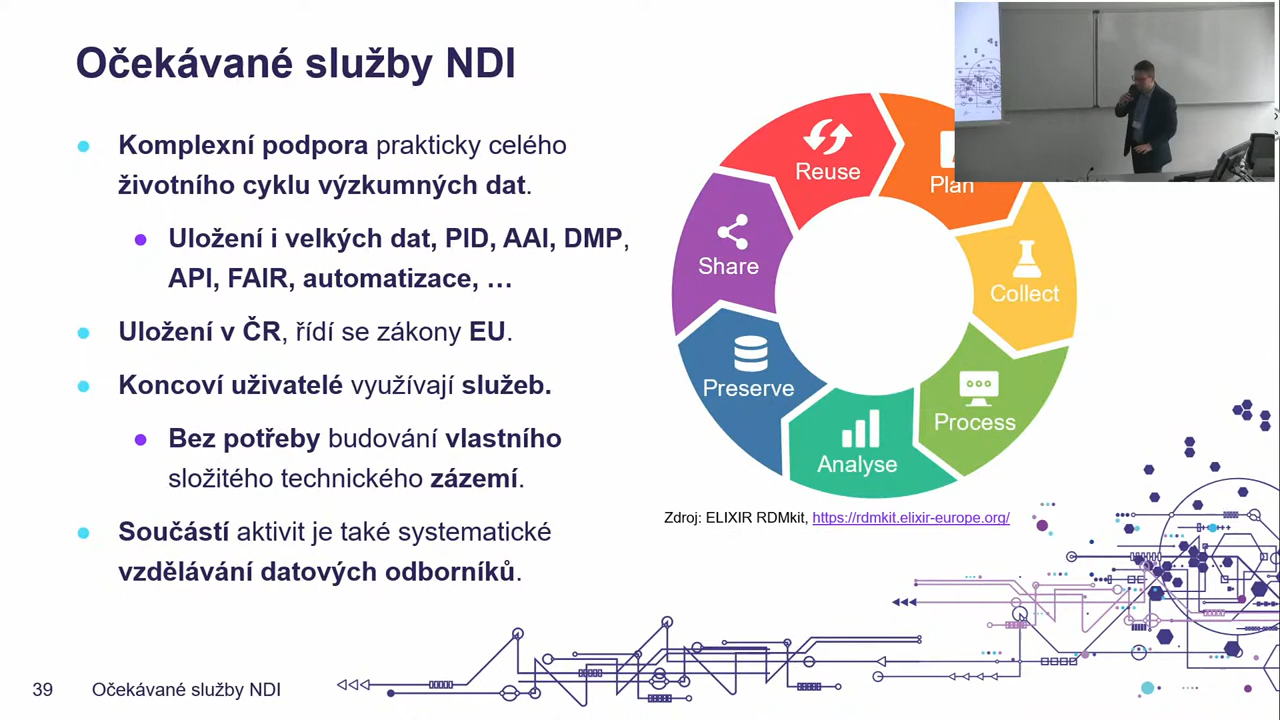 Očekávané služby NDI
Komplexní podpora prakticky celého
životního cyklu výzkumných dat.
Uložení i velkých dat, PID, AAI, DMP,
API, FAIR, automatizace, …
Uložení v ČR, řídí se zákony EU.
Koncoví uživatelé využívají služeb.
Bez potřeby budování vlastního
složitého technického zázemí.
Součástí aktivit je také systematické
vzdělávání datových odborníků.
Reuse
Plan
Share
Collect
Preserve
Process
Analyse
Zdroj: ELIXIR RDMkit, https://rdmkit.elixir-europe.org/
39 Očekávané služby NDI